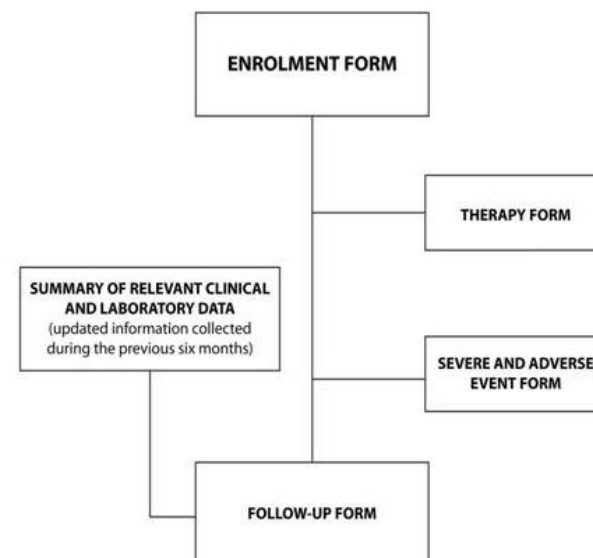 ENROLMENT FORM
THERAPY FORM
SUMMARY OF RELEVANT CLINICAL
AND LABORATORY DATA
(updated information collected
during the previous six months)
SEVERE AND ADVERSE
EVENT FORM
FOLLOW-UP FORM